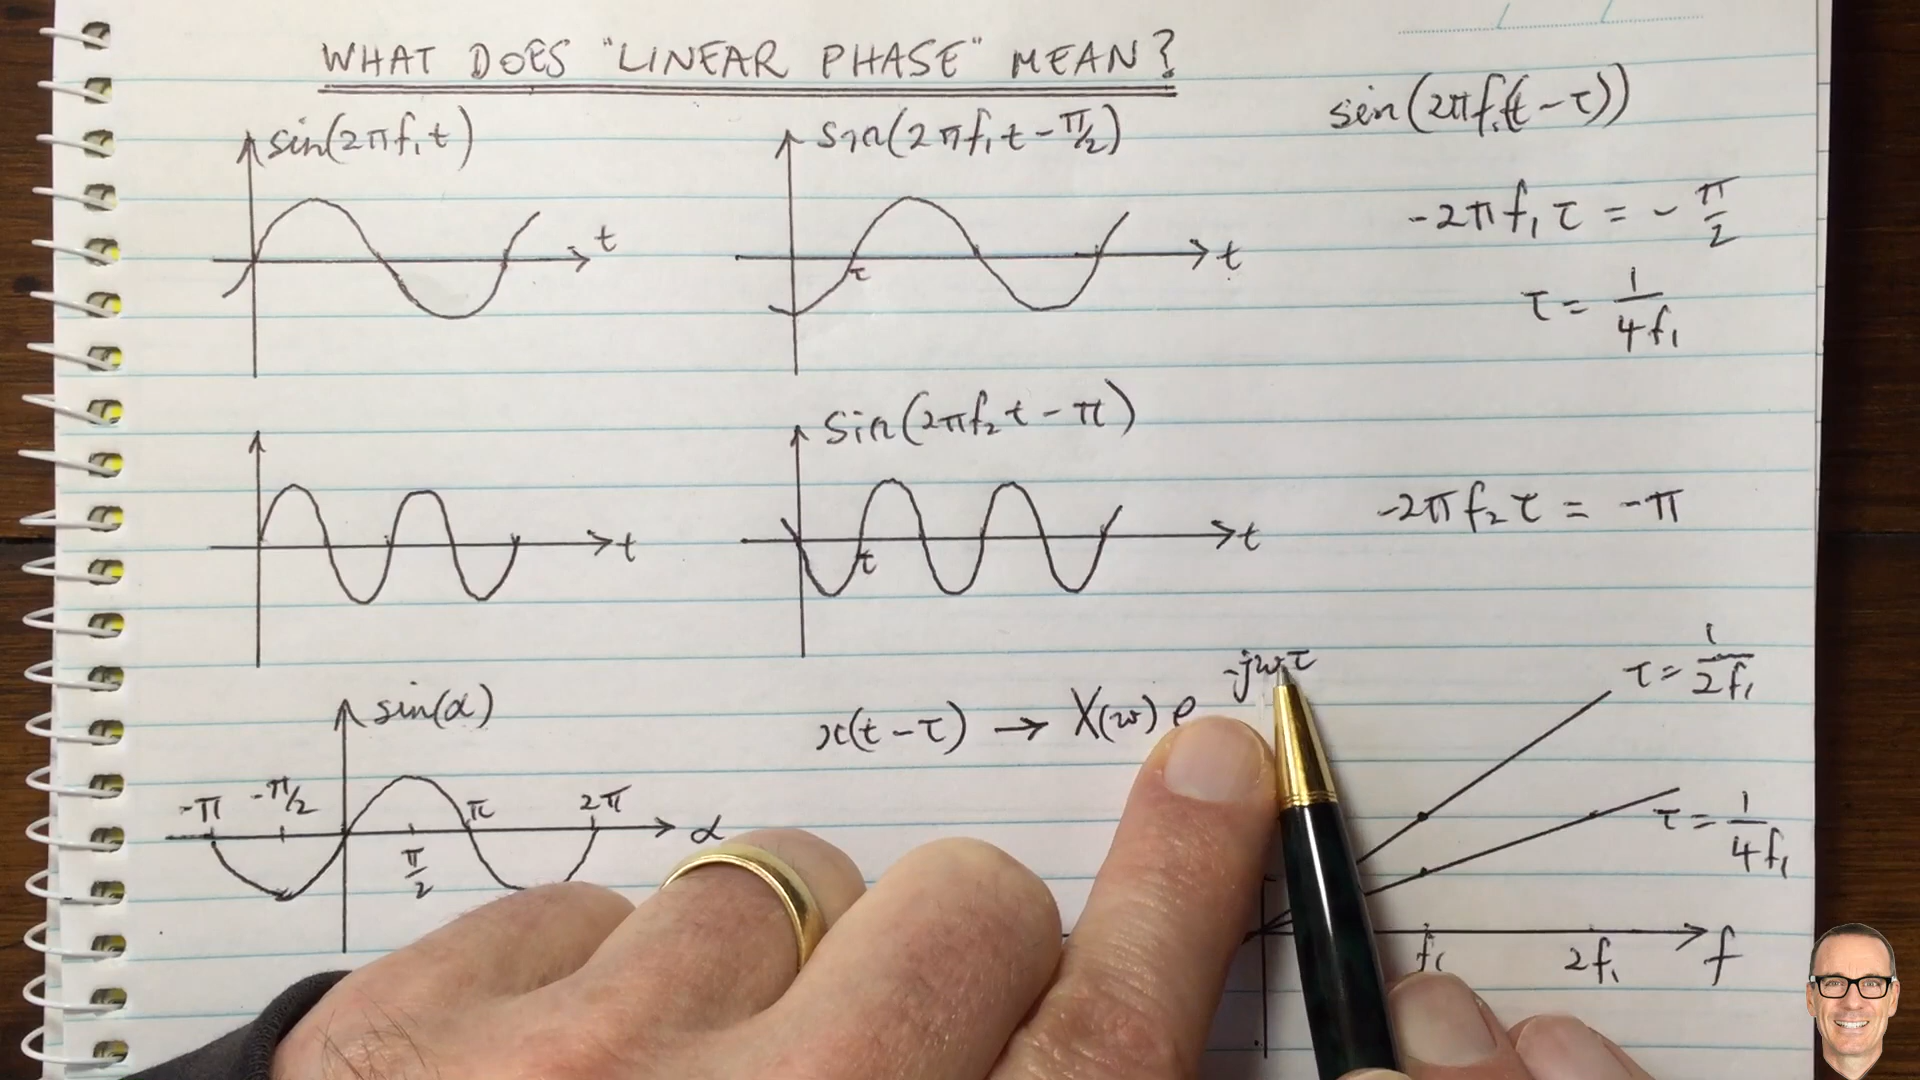 WHAT DOES "LINEAR PHASE" MEAN?
sin(2πf₁t)
t
sin(2πf₁t - π/2)
τ
t
sin(2πf₁(t - τ))
-2πf₁τ = -π/2
τ = 1/4f₁
t
sin(2πf₂t - π)
τ
t
-2πf₂τ = -π
sin(α)
-π -π/2 π/2 π 2π
α
x(t - τ) → X(ω) e^-jωτ
τ = 1/2f₁
τ = 1/4f₁
f₁ 2f₁ f